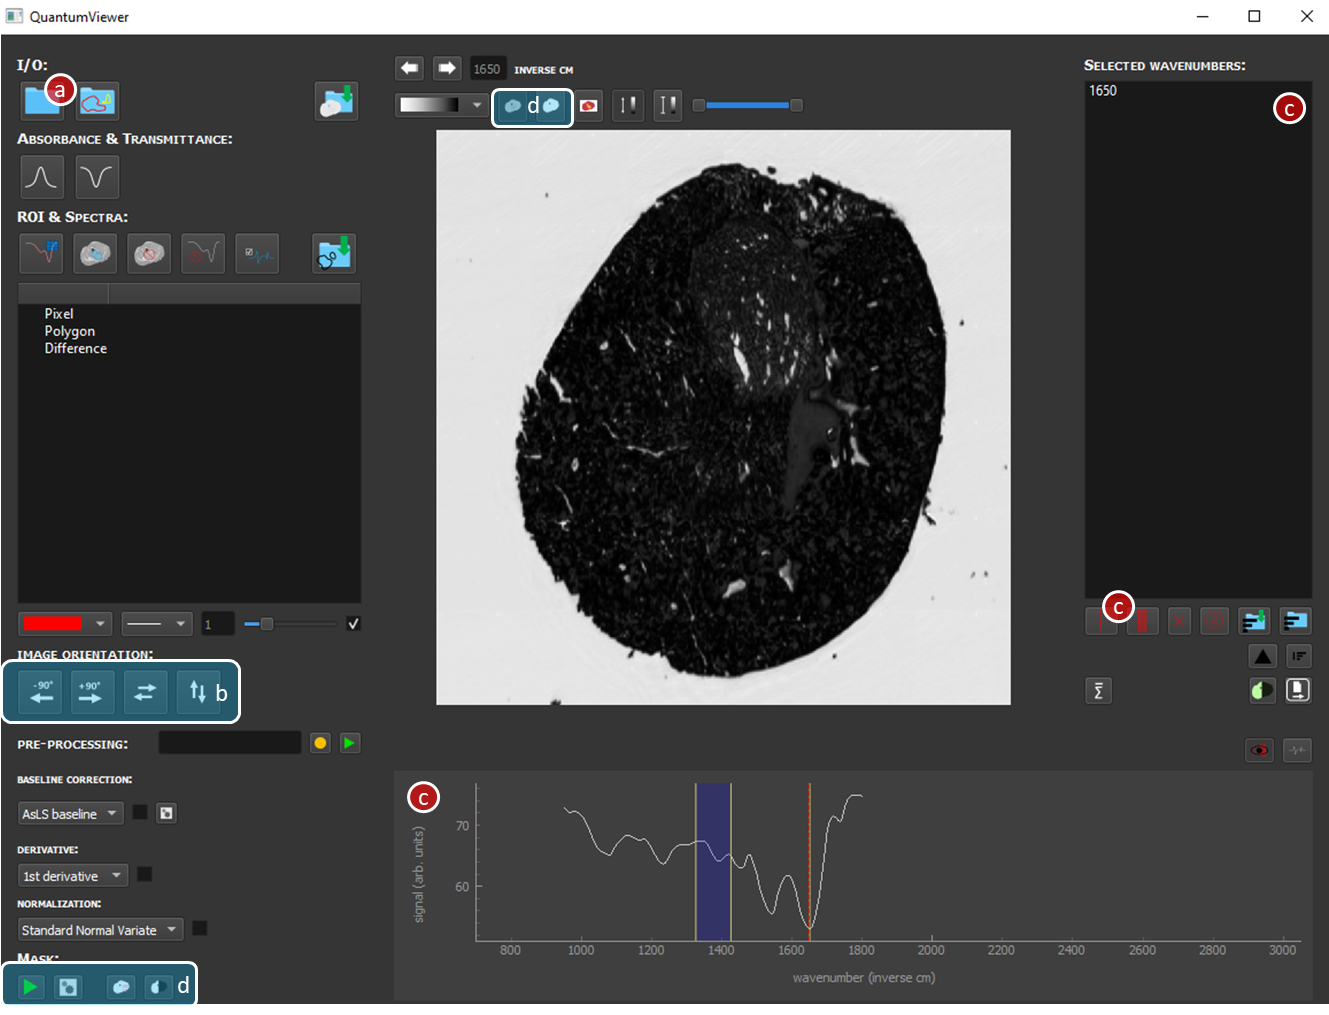 QuantumViewer
I/O:
a
1650 INVERSE CM
d
SELECTED WAVENUMBERS:
1650
c
ABSORBANCE & TRANSMITTANCE:
ROI & SPECTRA:
Pixel
Polygon
Difference
1
c
IMAGE ORIENTATION:
-90°
+90°
b
Σ
PRE-PROCESSING:
BASELINE CORRECTION:
AsLS baseline
DERIVATIVE:
1st derivative
NORMALIZATION:
Standard Normal Variate
MASK:
d
c
signal (arb. units)
70
60
800 1000 1200 1400 1600 1800 2000 2200 2400 2600 2800 3000
wavenumber (inverse cm)